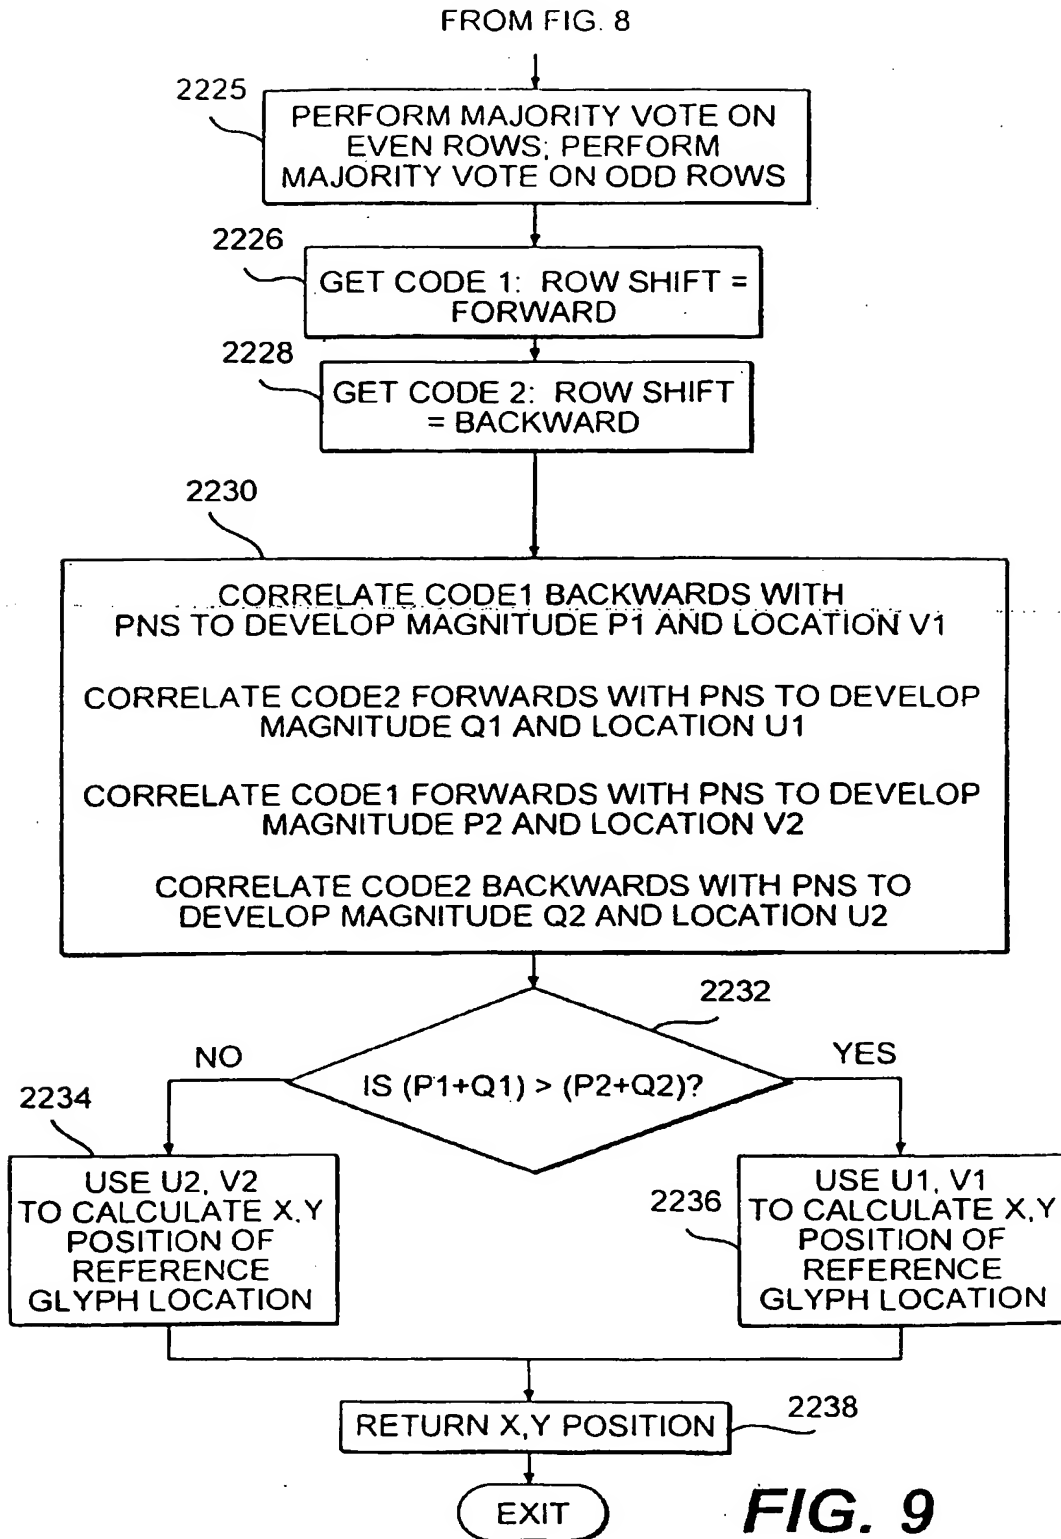 FROM FIG. 8
2225
PERFORM MAJORITY VOTE ON
EVEN ROWS; PERFORM
MAJORITY VOTE ON ODD ROWS
2226
GET CODE 1: ROW SHIFT =
FORWARD
2228
GET CODE 2: ROW SHIFT
= BACKWARD
2230
CORRELATE CODE1 BACKWARDS WITH
PNS TO DEVELOP MAGNITUDE P1 AND LOCATION V1
CORRELATE CODE2 FORWARDS WITH PNS TO DEVELOP
MAGNITUDE Q1 AND LOCATION U1
CORRELATE CODE1 FORWARDS WITH PNS TO DEVELOP
MAGNITUDE P2 AND LOCATION V2
CORRELATE CODE2 BACKWARDS WITH PNS TO
DEVELOP MAGNITUDE Q2 AND LOCATION U2
2232
NO
YES
IS (P1+Q1) > (P2+Q2)?
2234
USE U2, V2
TO CALCULATE X,Y
POSITION OF
REFERENCE
GLYPH LOCATION
2236
USE U1, V1
TO CALCULATE X,Y
POSITION OF
REFERENCE
GLYPH LOCATION
RETURN X,Y POSITION
2238
EXIT
FIG. 9